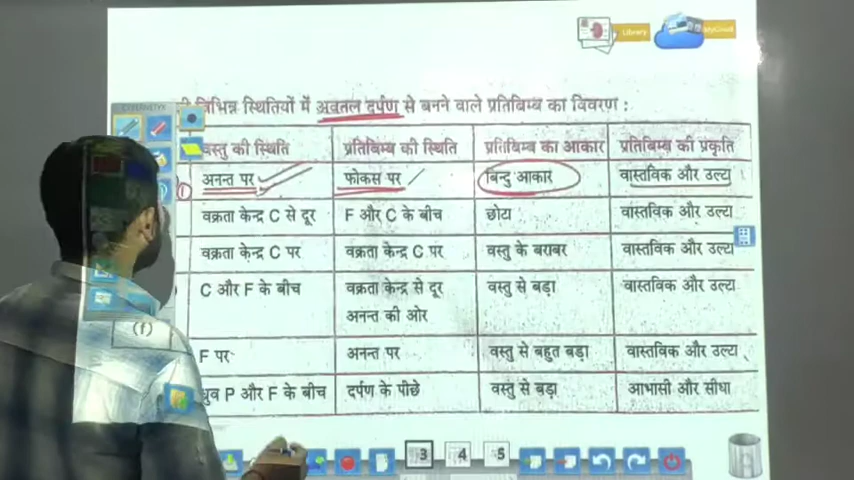 Library
MyCloud
विभिन्न स्थितियों में अवतल दर्पण से बनने वाले प्रतिबिम्ब का विवरण :
वस्तु की स्थिति प्रतिबिम्ब की स्थिति प्रतिबिम्ब का आकार प्रतिबिम्ब की प्रकृति
① अनन्त पर फोकस पर बिन्दु आकार वास्तविक और उल्टा
वक्रता केन्द्र C से दूर F और C के बीच छोटा वास्तविक और उल्टा
वक्रता केन्द्र C पर वक्रता केन्द्र C पर वस्तु के बराबर वास्तविक और उल्टा
C और F के बीच वक्रता केन्द्र से दूर वस्तु से बड़ा वास्तविक और उल्टा
अनन्त की ओर
F पर अनन्त पर वस्तु से बहुत बड़ा वास्तविक और उल्टा
ध्रुव P और F के बीच दर्पण के पीछे वस्तु से बड़ा आभासी और सीधा
3 4 5